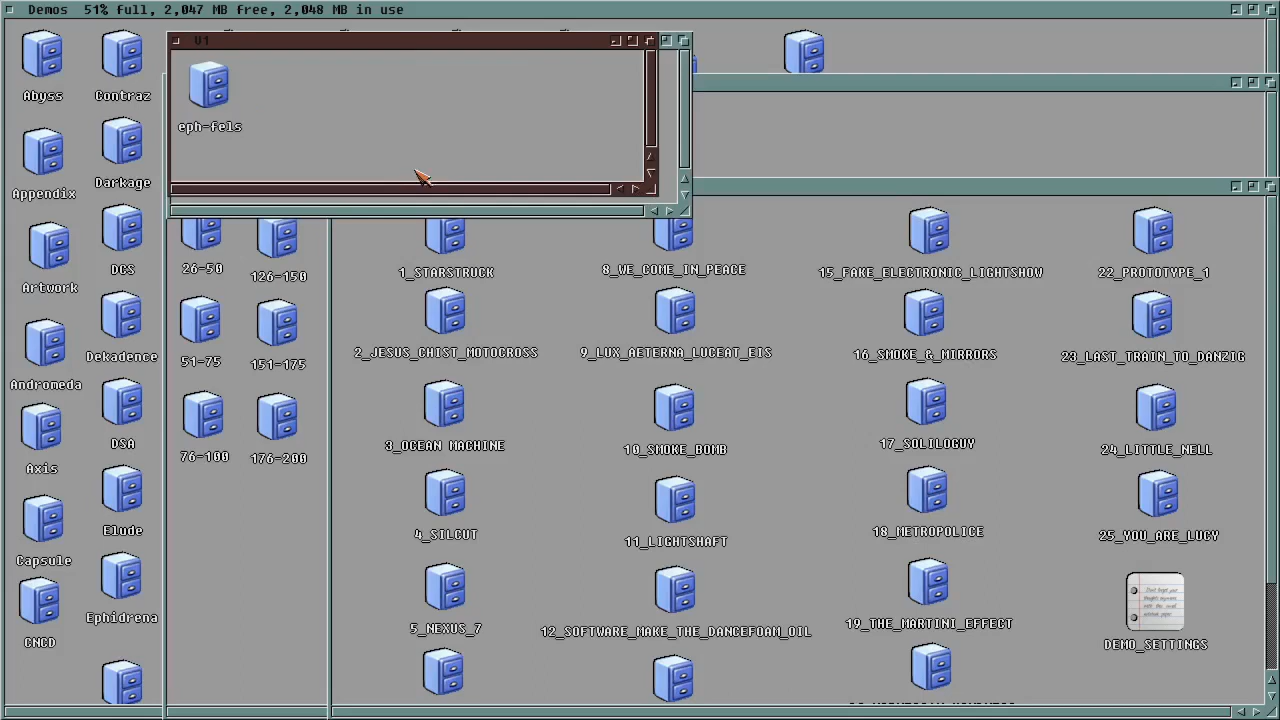 Demos 51% full, 2,047 MB free, 2,048 MB in use
U1
eph-fels
Abyss
Contraz
Appendix
Darkage
Artwork
DCS
Andromeda
Dekadence
Axis
DSA
Capsule
Elude
CNCD
Ephidrena
26-50
126-150
51-75
151-175
76-100
176-200
1_STARSTRUCK
8_WE_COME_IN_PEACE
15_FAKE_ELECTRONIC_LIGHTSHOW
22_PROTOTYPE_1
2_JESUS_CHIST_MOTOCROSS
9_LUX_AETERNA_LUCEAT_EIS
16_SMOKE_&_MIRRORS
23_LAST_TRAIN_TO_DANZIG
3_OCEAN_MACHINE
10_SMOKE_BOMB
17_SOLILOGUY
24_LITTLE_NELL
4_SILCUT
11_LIGHTSHAFT
18_METROPOLICE
25_YOU_ARE_LUCY
5_NEXUS_7
12_SOFTWARE_MAKE_THE_DANCEFOAM_OIL
19_THE_MARTINI_EFFECT
DEMO_SETTINGS